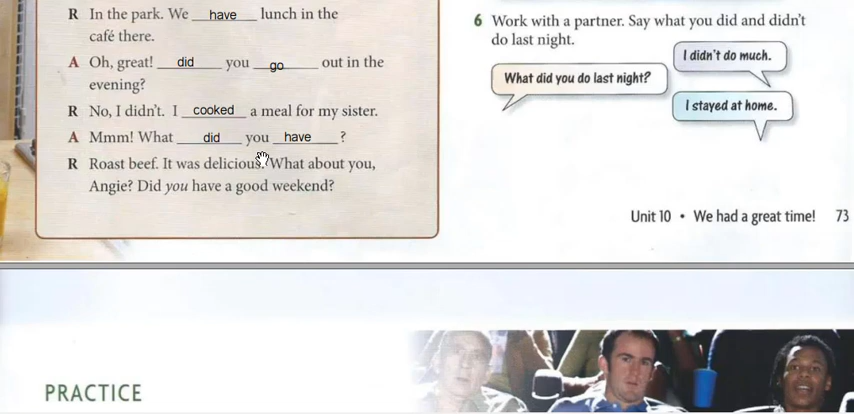 R In the park. We have lunch in the
café there.
A Oh, great! did you go out in the
evening?
R No, I didn't. I cooked a meal for my sister.
A Mmm! What did you have ?
R Roast beef. It was delicious. What about you,
Angie? Did you have a good weekend?
6 Work with a partner. Say what you did and didn't
do last night.
I didn't do much.
What did you do last night?
I stayed at home.
Unit 10 • We had a great time! 73
PRACTICE